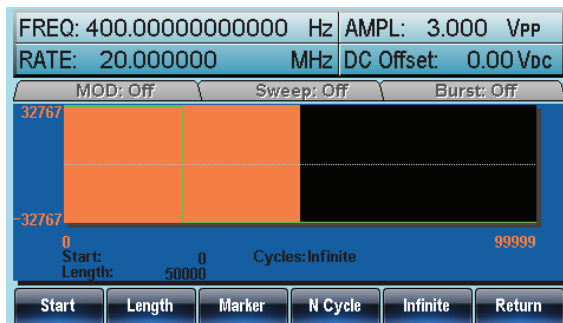 FREQ: 400.00000000000 Hz AMPL: 3.000 VPP
RATE: 20.000000 MHz DC Offset: 0.00 VDC
MOD: Off Sweep: Off Burst: Off
32767
-32767
0 99999
Start: 0 Cycles:Infinite
Length: 50000
Start Length Marker N Cycle Infinite Return